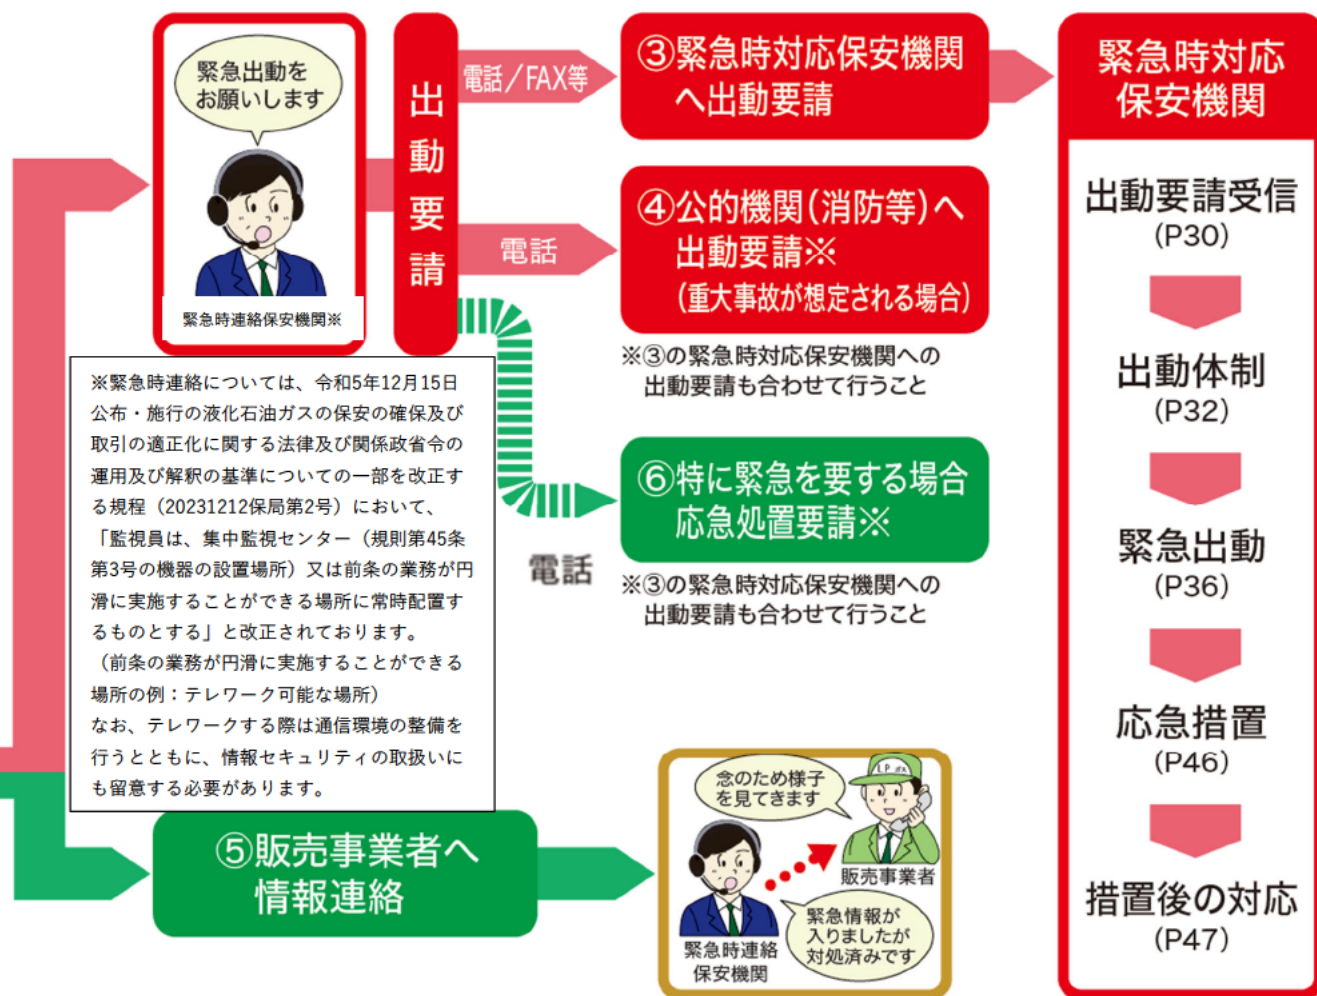 緊急出動を
お願いします
緊急時連絡保安機関※
出動要請
電話/FAX等
③緊急時対応保安機関
へ出動要請
電話
④公的機関(消防等)へ
出動要請※
(重大事故が想定される場合)
※③の緊急時対応保安機関への
出動要請も合わせて行うこと
電話
⑥特に緊急を要する場合
応急処置要請※
※③の緊急時対応保安機関への
出動要請も合わせて行うこと
※緊急時連絡については、令和5年12月15日
公布・施行の液化石油ガスの保安の確保及び
取引の適正化に関する法律及び関係政省令の
運用及び解釈の基準についての一部を改正す
る規程（20231212保局第2号）において、
「監視員は、集中監視センター（規則第45条
第3号の機器の設置場所）又は前条の業務が円
滑に実施することができる場所に常時配置す
るものとする」と改正されております。
（前条の業務が円滑に実施することができる
場所の例：テレワーク可能な場所）
なお、テレワークする際は通信環境の整備を
行うとともに、情報セキュリティの取扱いに
も留意する必要があります。
⑤販売事業者へ
情報連絡
念のため様子
を見てきます
販売事業者
緊急情報が
入りましたが
対処済みです
緊急時連絡
保安機関
緊急時対応
保安機関
出動要請受信
(P30)
出動体制
(P32)
緊急出動
(P36)
応急措置
(P46)
措置後の対応
(P47)